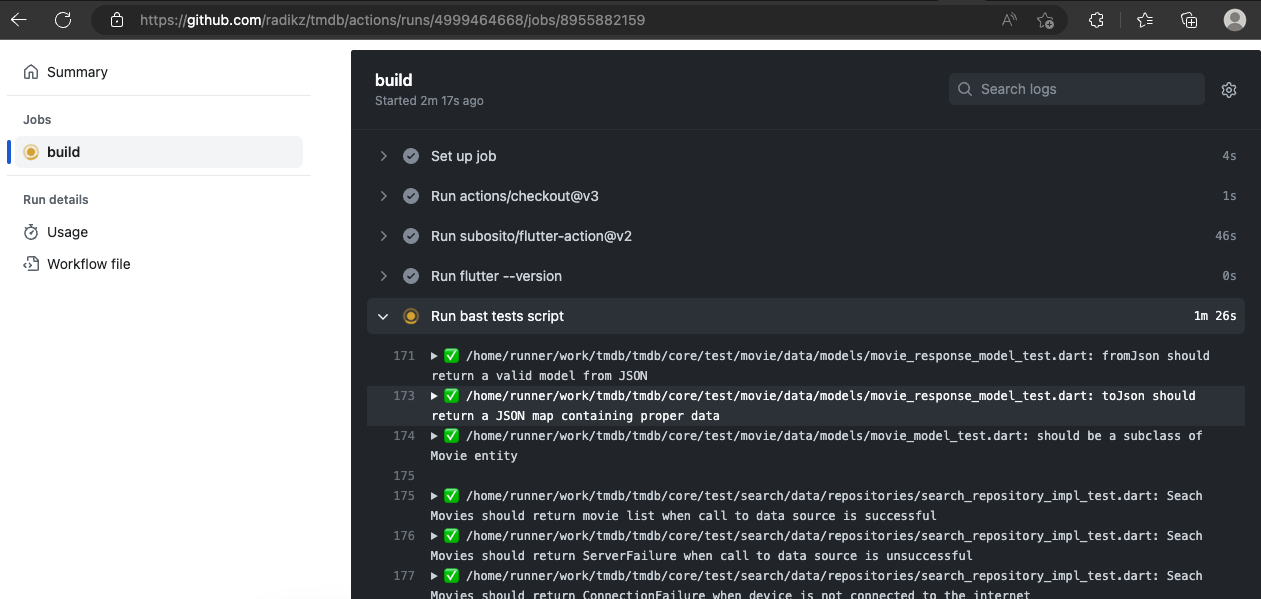 https://github.com/radikz/tmdb/actions/runs/4999464668/jobs/8955882159
Summary
Jobs
build
Run details
Usage
Workflow file
build
Started 2m 17s ago
Search logs
Set up job 4s
Run actions/checkout@v3 1s
Run subosito/flutter-action@v2 46s
Run flutter --version 0s
Run bast tests script 1m 26s
171 ▶ ✅ /home/runner/work/tmdb/tmdb/core/test/movie/data/models/movie_response_model_test.dart: fromJson should
return a valid model from JSON
173 ▶ ✅ /home/runner/work/tmdb/tmdb/core/test/movie/data/models/movie_response_model_test.dart: toJson should
return a JSON map containing proper data
174 ▶ ✅ /home/runner/work/tmdb/tmdb/core/test/movie/data/models/movie_model_test.dart: should be a subclass of
Movie entity
175
175 ▶ ✅ /home/runner/work/tmdb/tmdb/core/test/search/data/repositories/search_repository_impl_test.dart: Seach
Movies should return movie list when call to data source is successful
176 ▶ ✅ /home/runner/work/tmdb/tmdb/core/test/search/data/repositories/search_repository_impl_test.dart: Seach
Movies should return ServerFailure when call to data source is unsuccessful
177 ▶ ✅ /home/runner/work/tmdb/tmdb/core/test/search/data/repositories/search_repository_impl_test.dart: Seach
Movies should return ConnectionFailure when device is not connected to the internet